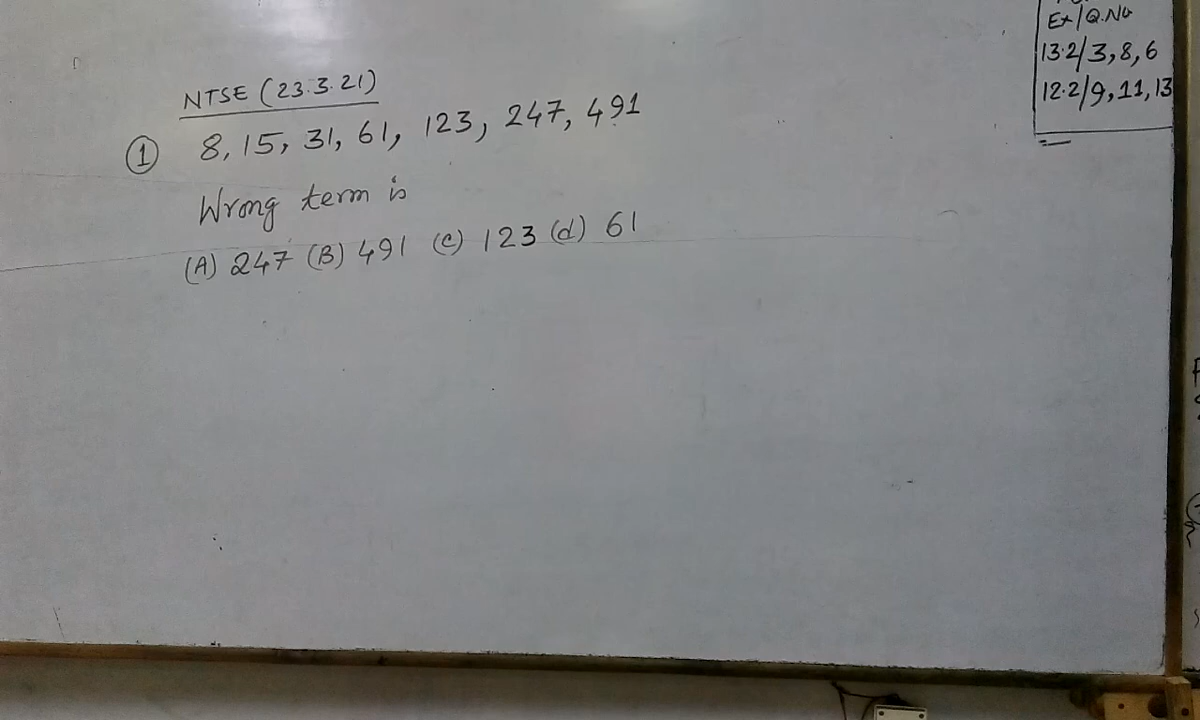 NTSE (23.3.21)
① 8, 15, 31, 61, 123, 247, 491
Wrong term is
(A) 247 (B) 491 (c) 123 (d) 61
Ex/Q.No
13.2/3, 8, 6
12.2/9, 11, 13